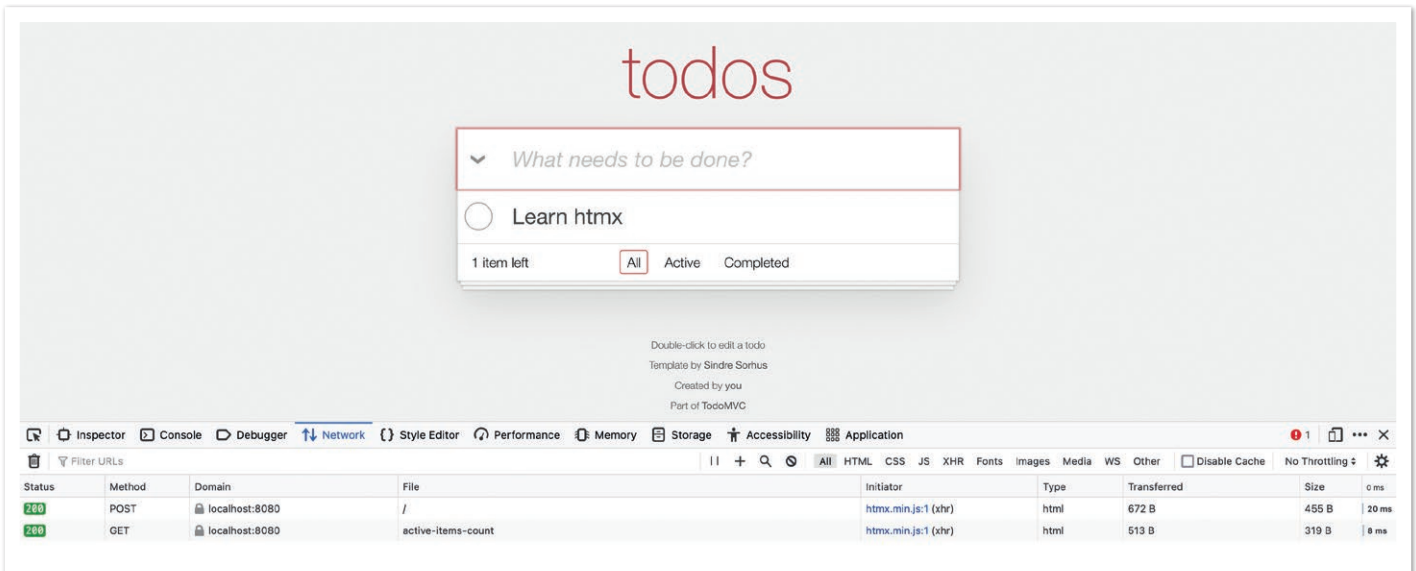 todos
What needs to be done?
Learn htmx
1 item left All Active Completed
Double-click to edit a todo
Template by Sindre Sorhus
Created by you
Part of TodoMVC
Inspector Console Debugger Network {} Style Editor Performance Memory Storage Accessibility Application 1
Filter URLs All HTML CSS JS XHR Fonts Images Media WS Other Disable Cache No Throttling
Status Method Domain File Initiator Type Transferred Size 0 ms
200 POST localhost:8080 / htmx.min.js:1 (xhr) html 672 B 455 B 20 ms
200 GET localhost:8080 active-items-count htmx.min.js:1 (xhr) html 513 B 319 B 8 ms